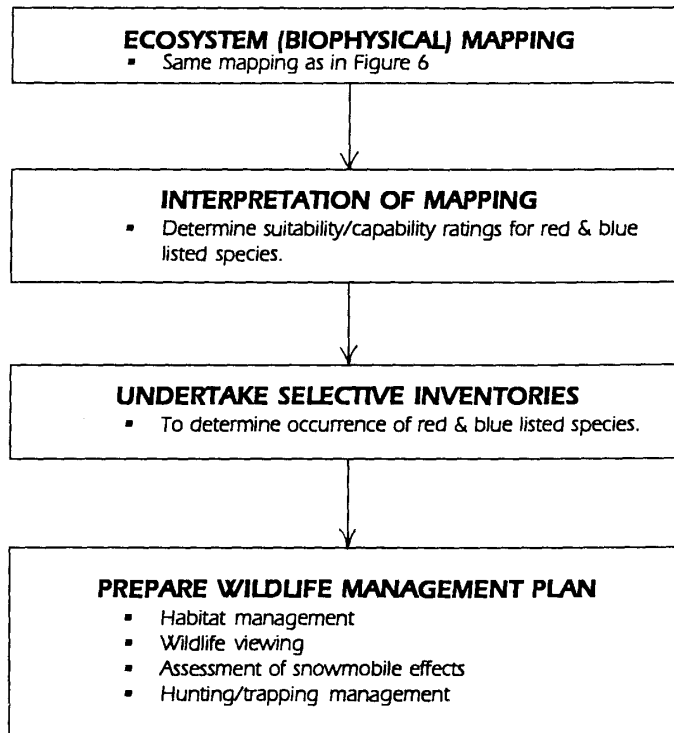 ECOSYSTEM (BIOPHYSICAL) MAPPING
▪ Same mapping as in Figure 6
INTERPRETATION OF MAPPING
▪ Determine suitability/capability ratings for red & blue
listed species.
UNDERTAKE SELECTIVE INVENTORIES
▪ To determine occurrence of red & blue listed species.
PREPARE WILDLIFE MANAGEMENT PLAN
▪ Habitat management
▪ Wildlife viewing
▪ Assessment of snowmobile effects
▪ Hunting/trapping management